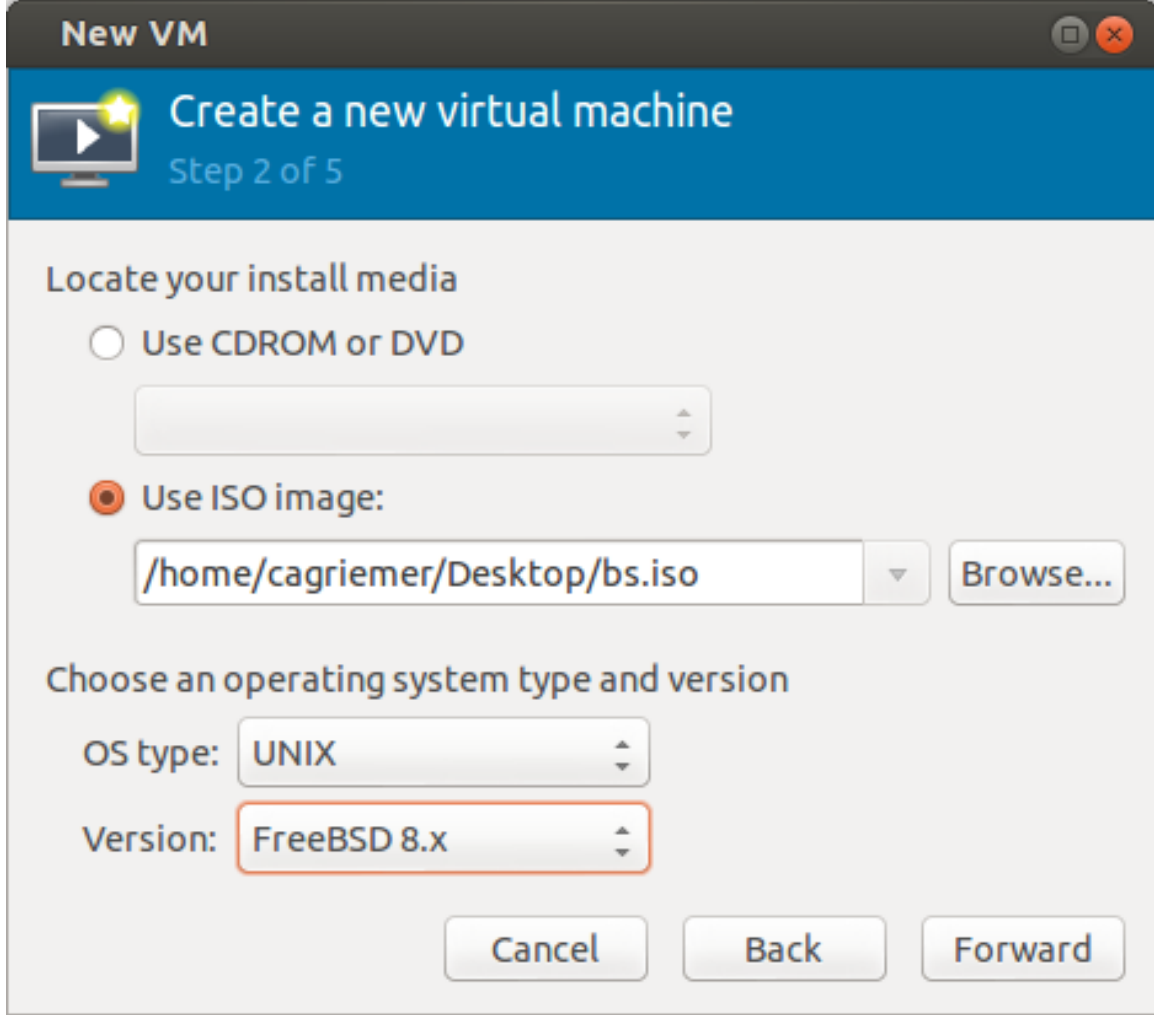 New VM
Create a new virtual machine
Step 2 of 5
Locate your install media
Use CDROM or DVD
Use ISO image:
/home/cagriemer/Desktop/bs.iso Browse...
Choose an operating system type and version
OS type: UNIX
Version: FreeBSD 8.x
Cancel Back Forward